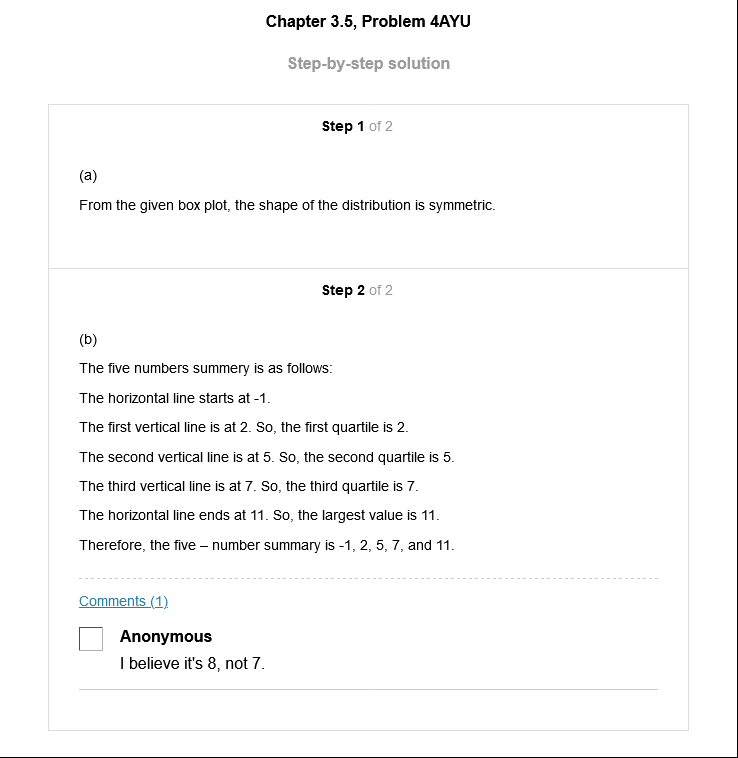 Chapter 3.5, Problem 4AYU
Step-by-step solution
Step 1 of 2
(a)
From the given box plot, the shape of the distribution is symmetric.
Step 2 of 2
(b)
The five numbers summery is as follows:
The horizontal line starts at -1.
The first vertical line is at 2. So, the first quartile is 2.
The second vertical line is at 5. So, the second quartile is 5.
The third vertical line is at 7. So, the third quartile is 7.
The horizontal line ends at 11. So, the largest value is 11.
Therefore, the five – number summary is -1, 2, 5, 7, and 11.
Comments (1)
Anonymous
I believe it's 8, not 7.